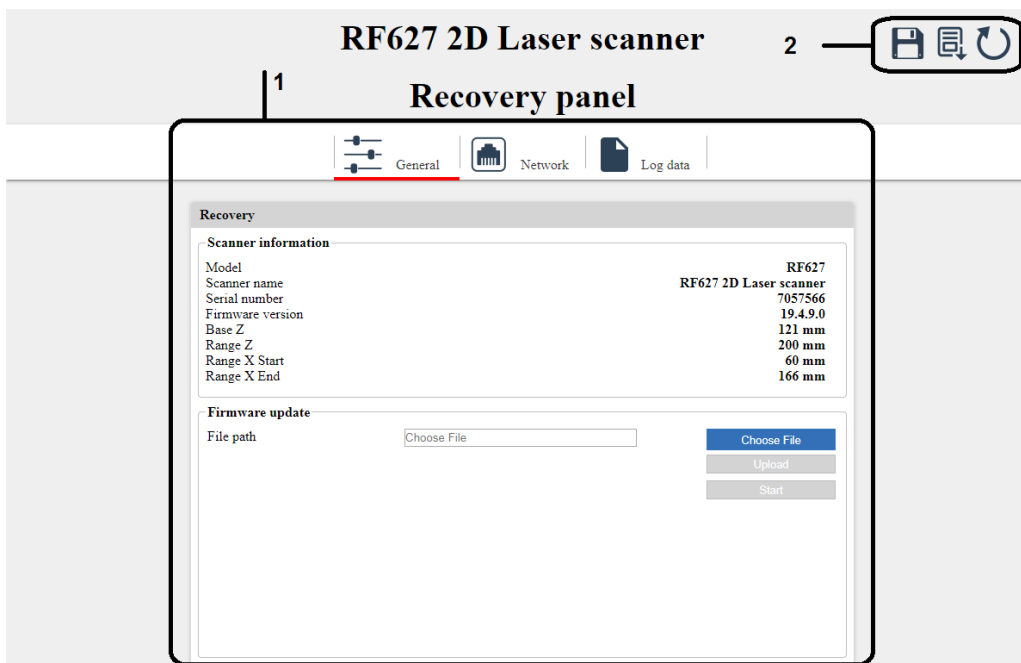 RF627 2D Laser scanner
2
1
Recovery panel
General Network Log data
Recovery
Scanner information
Model RF627
Scanner name RF627 2D Laser scanner
Serial number 7057566
Firmware version 19.4.9.0
Base Z 121 mm
Range Z 200 mm
Range X Start 60 mm
Range X End 166 mm
Firmware update
File path Choose File Choose File
Upload
Start